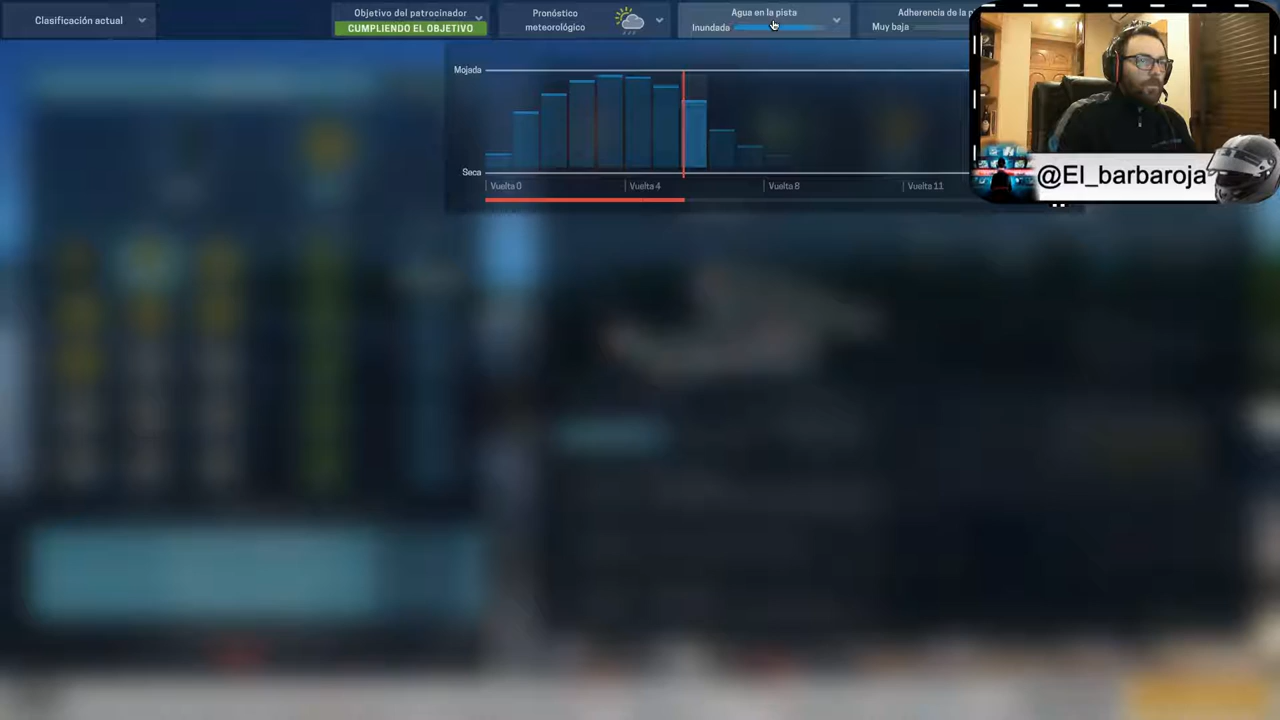 Clasificación actual
Objetivo del patrocinador
CUMPLIENDO EL OBJETIVO
Pronóstico
meteorológico
Agua en la pista
Inundada
Adherencia de la
Muy baja
Mojada
Seca
Vuelta 0
Vuelta 4
Vuelta 8
Vuelta 11
@El_barbaroja